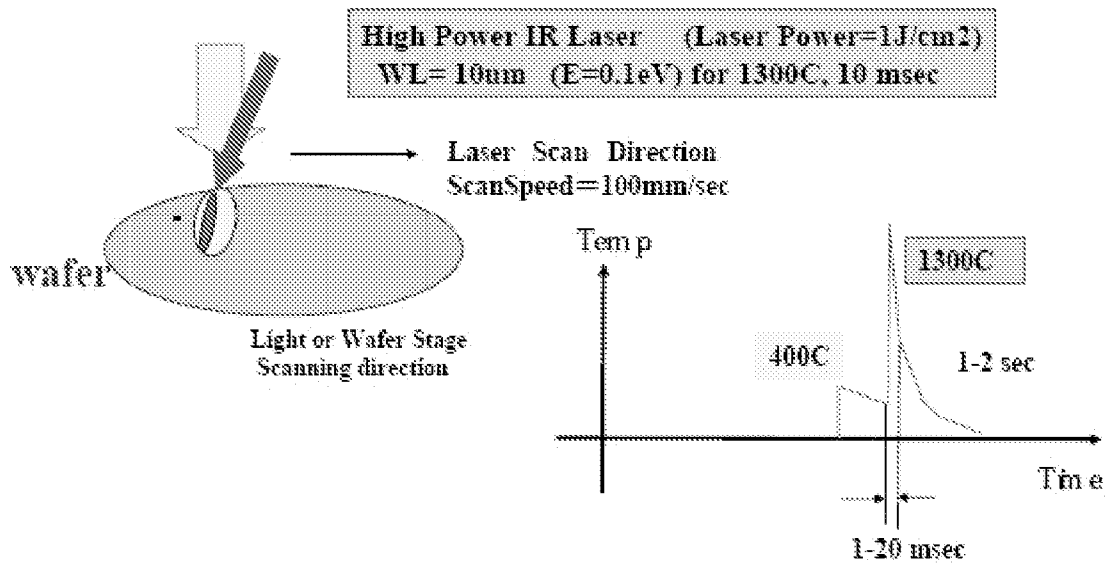 High Power IR Laser (Laser Power=1J/cm2)
WL= 10um (E=0.1eV) for 1300C, 10 msec
Laser Scan Direction
ScanSpeed=100mm/sec
wafer
Light or Wafer Stage
Scanning direction
Temp
1300C
400C
1-2 sec
Time
1-20 msec